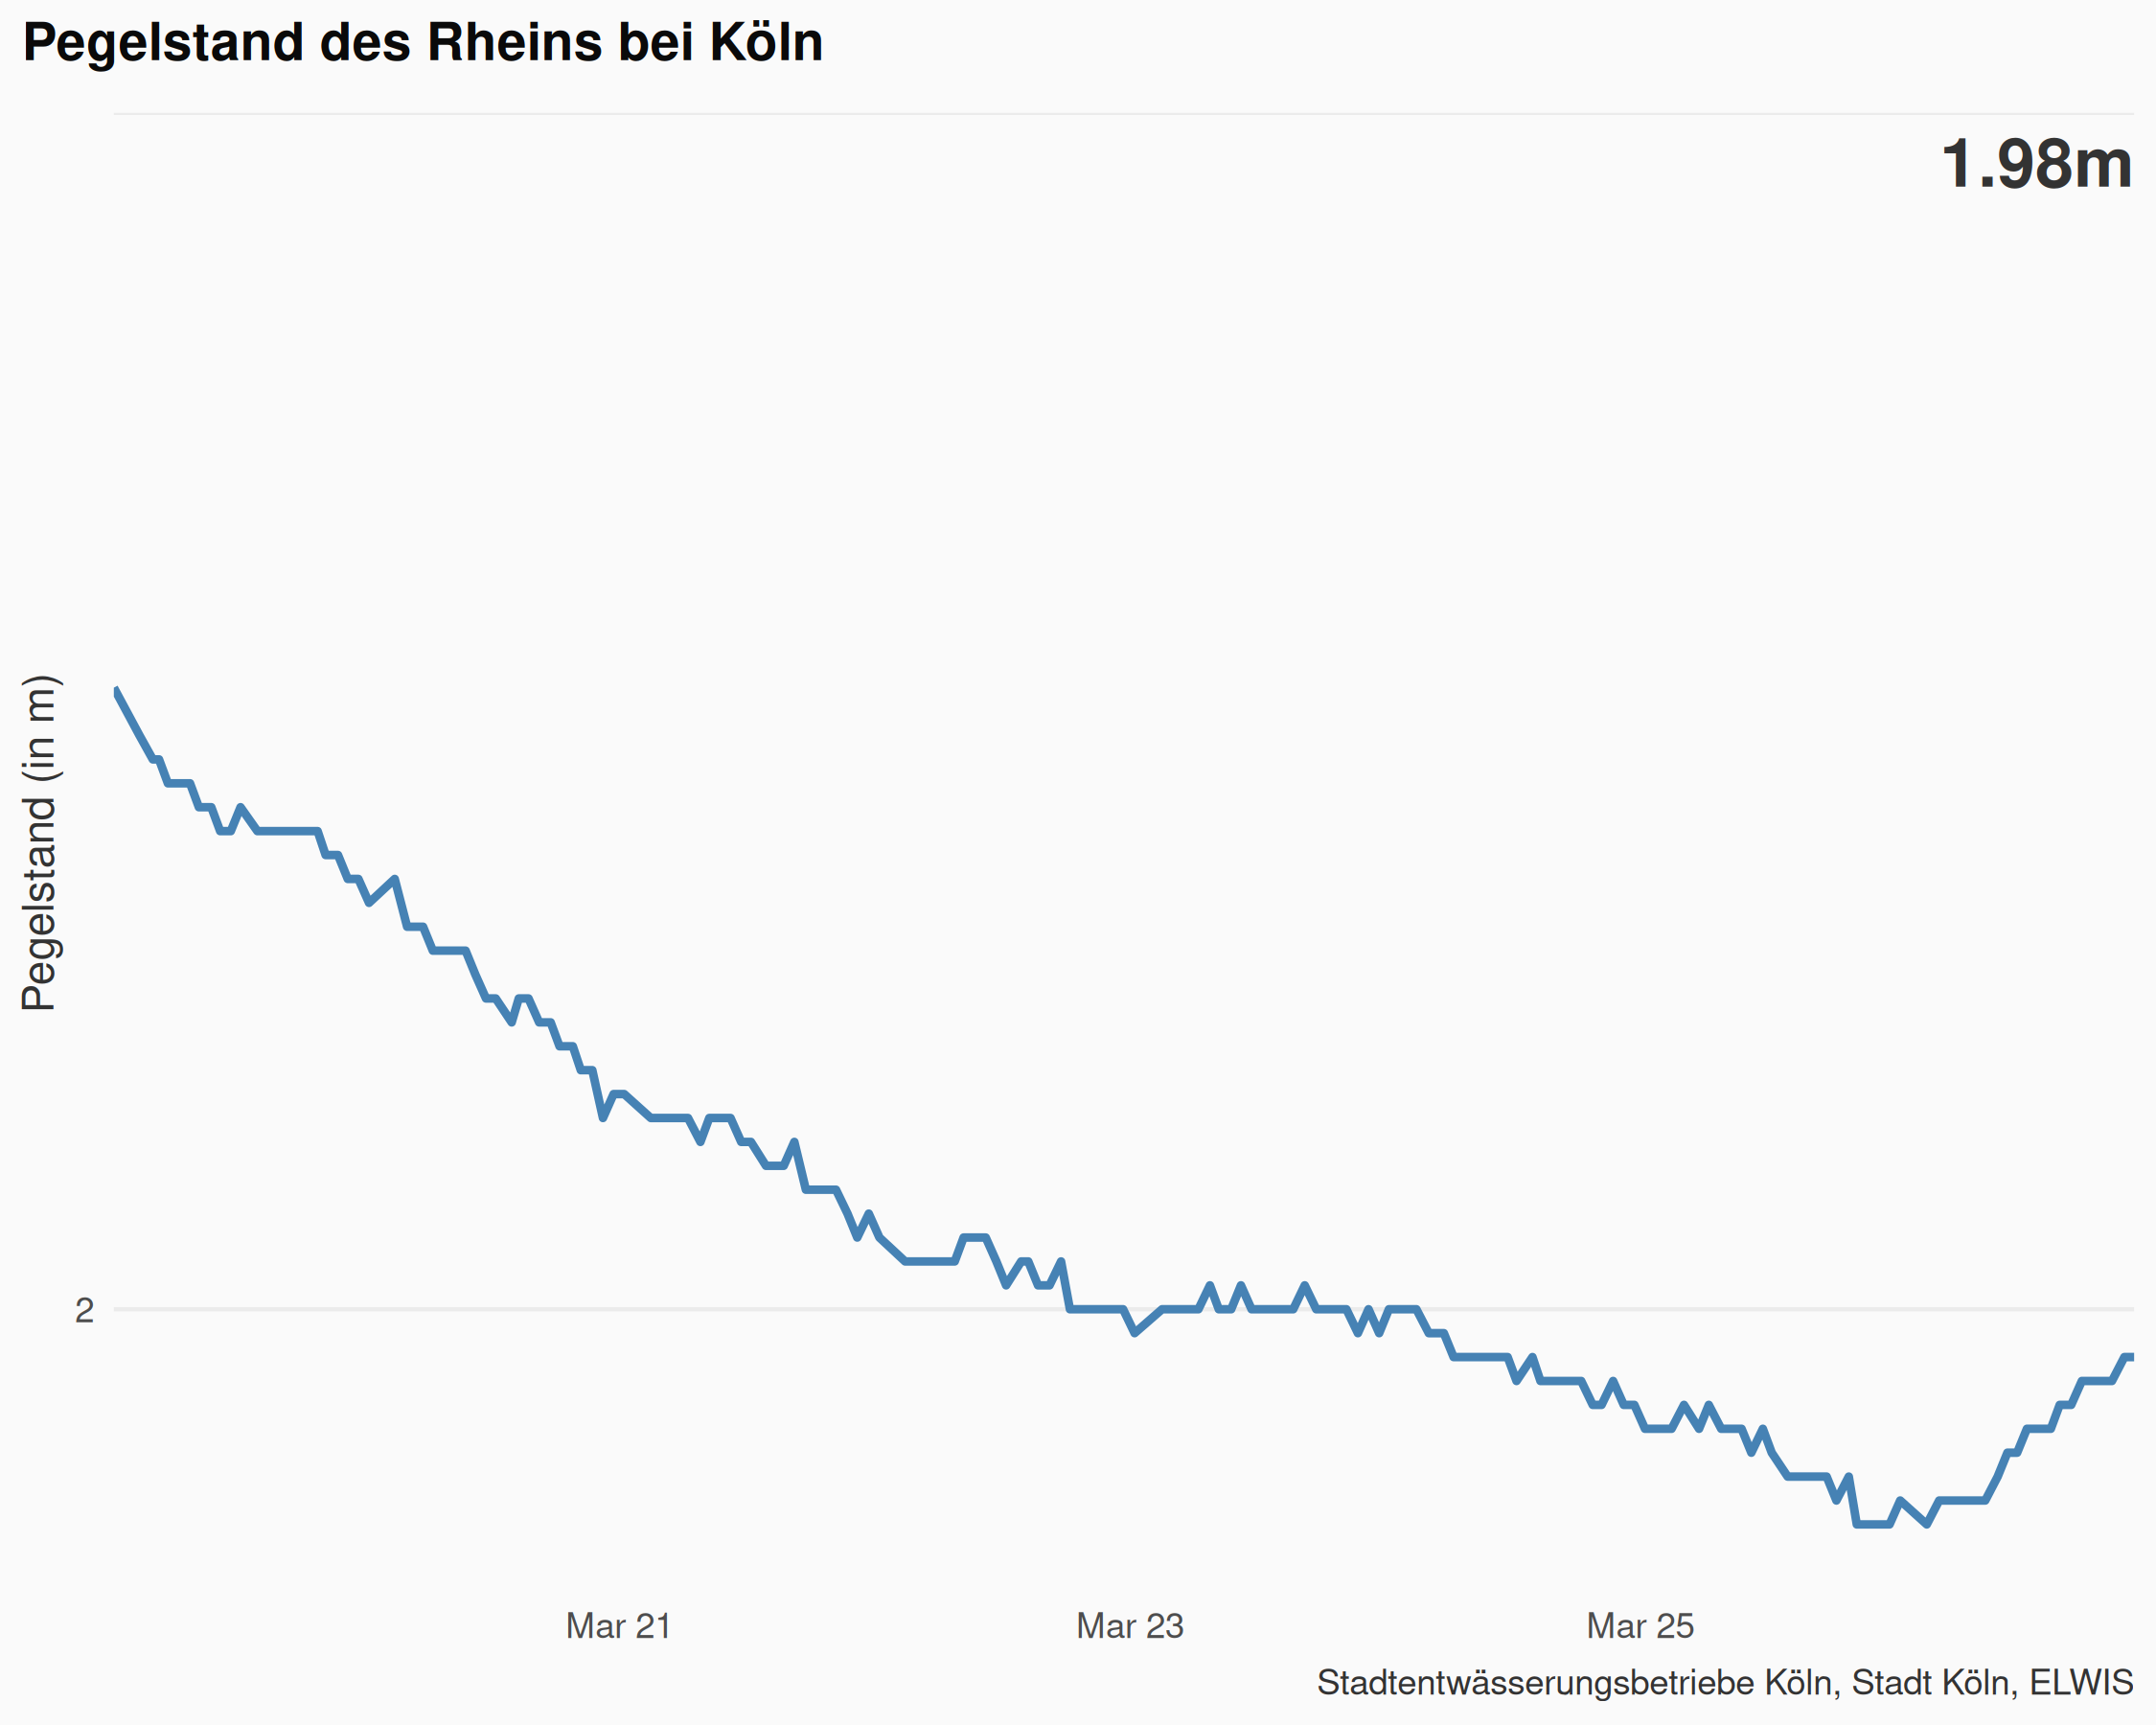 Pegelstand des Rheins bei Köln
1.98m
Pegelstand (in m)
2
Mar 21
Mar 23
Mar 25
Stadtentwässerungsbetriebe Köln, Stadt Köln, ELWIS